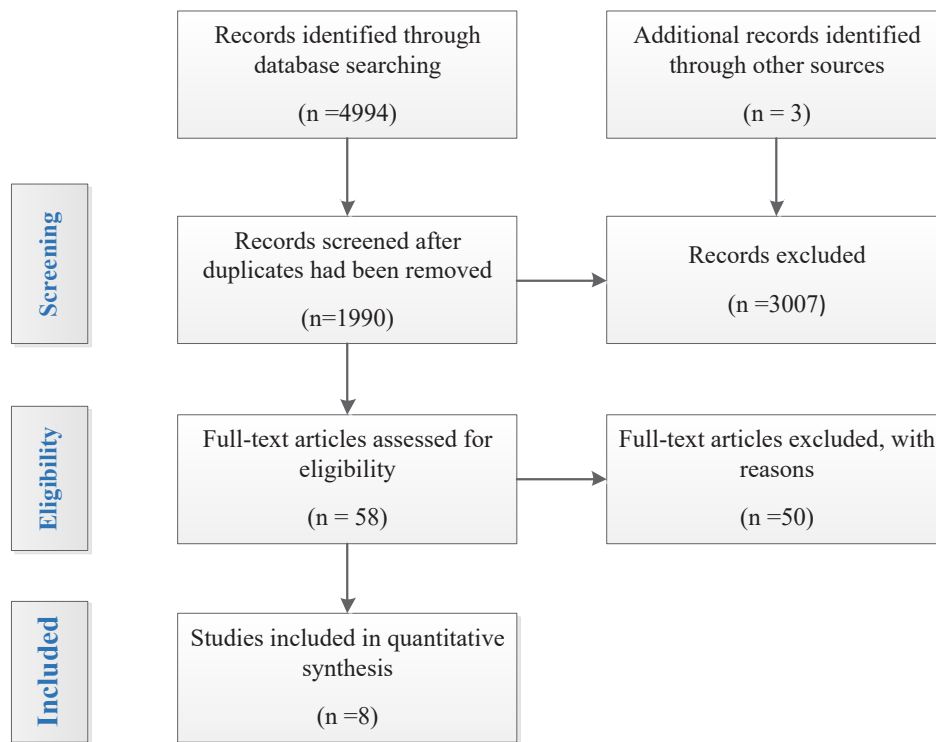 Records identified through
database searching
(n =4994)
Additional records identified
through other sources
(n = 3)
Screening
Records screened after
duplicates had been removed
(n=1990)
Records excluded
(n =3007)
Eligibility
Full-text articles assessed for
eligibility
(n = 58)
Full-text articles excluded, with
reasons
(n =50)
Included
Studies included in quantitative
synthesis
(n =8)